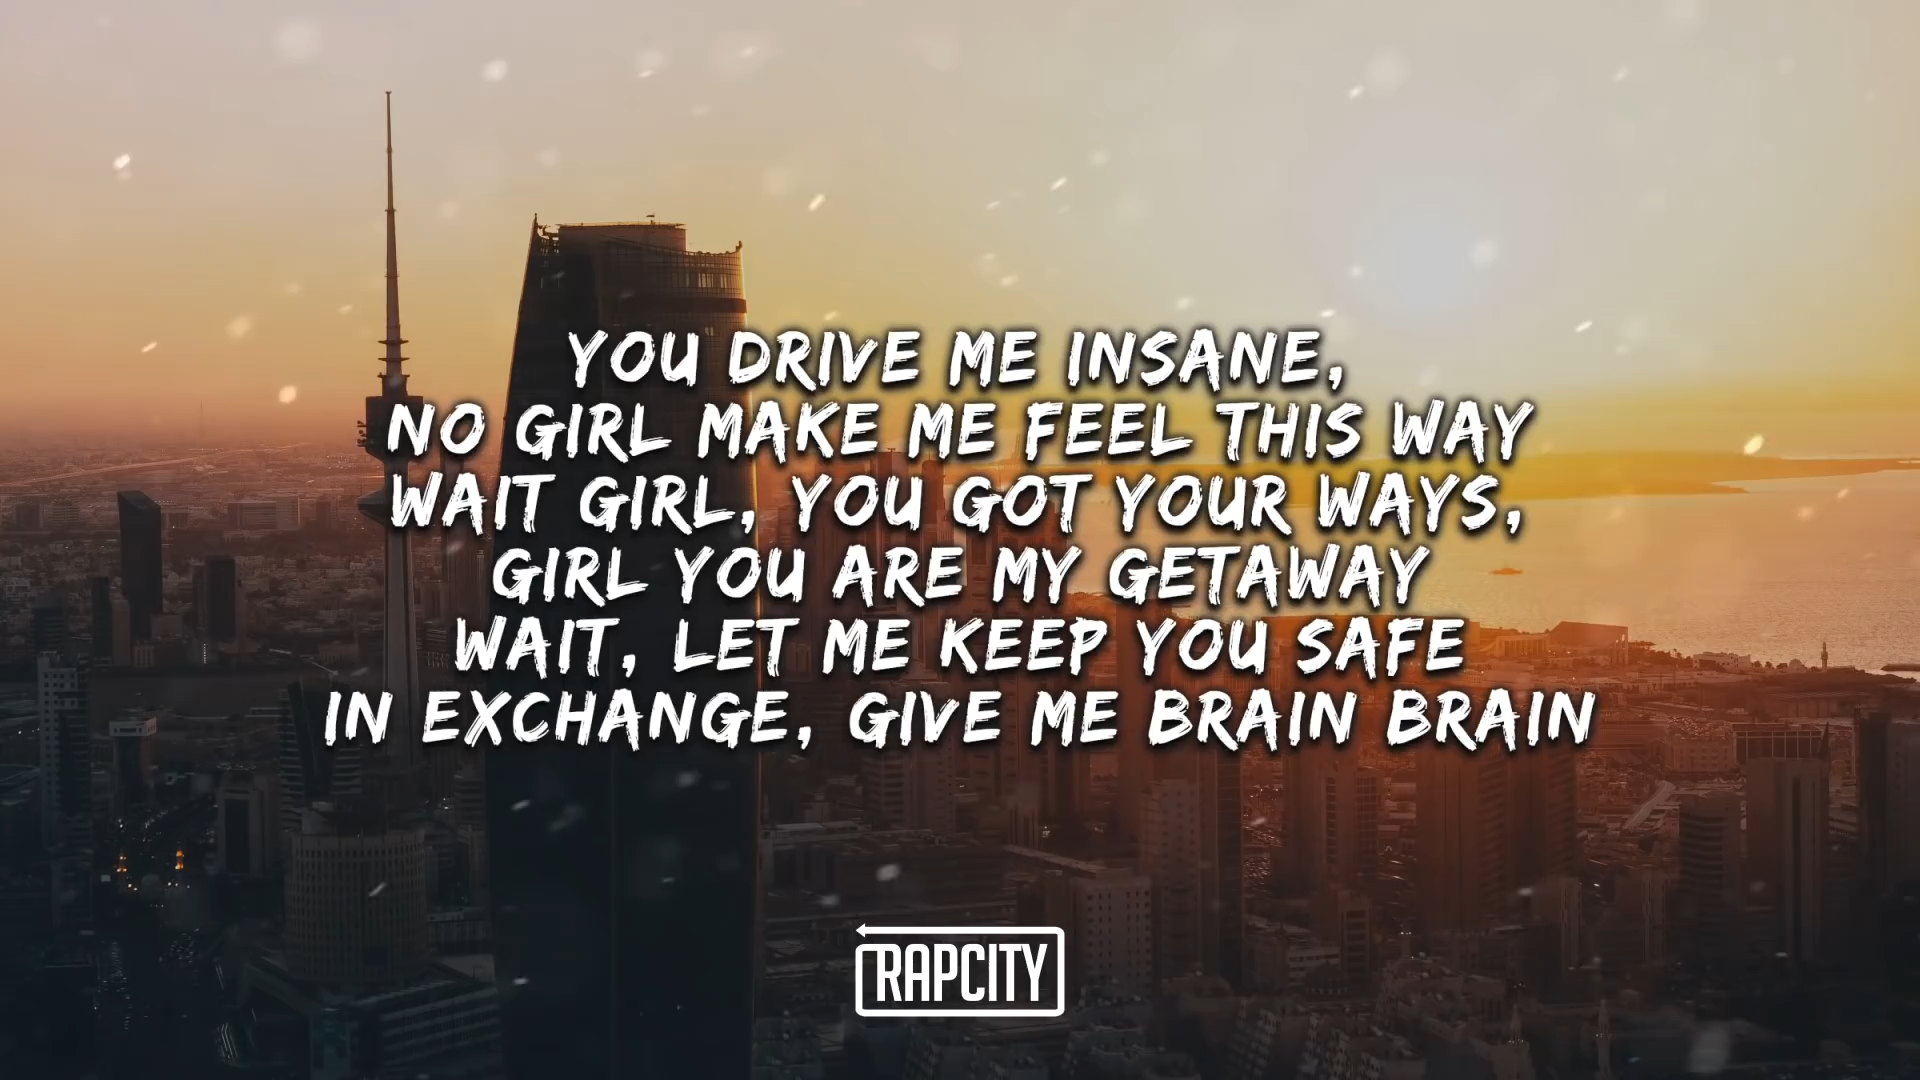 YOU DRIVE ME INSANE,
NO GIRL MAKE ME FEEL THIS WAY
WAIT GIRL, YOU GOT YOUR WAYS,
GIRL YOU ARE MY GETAWAY
WAIT, LET ME KEEP YOU SAFE
IN EXCHANGE, GIVE ME BRAIN BRAIN
RAPCITY